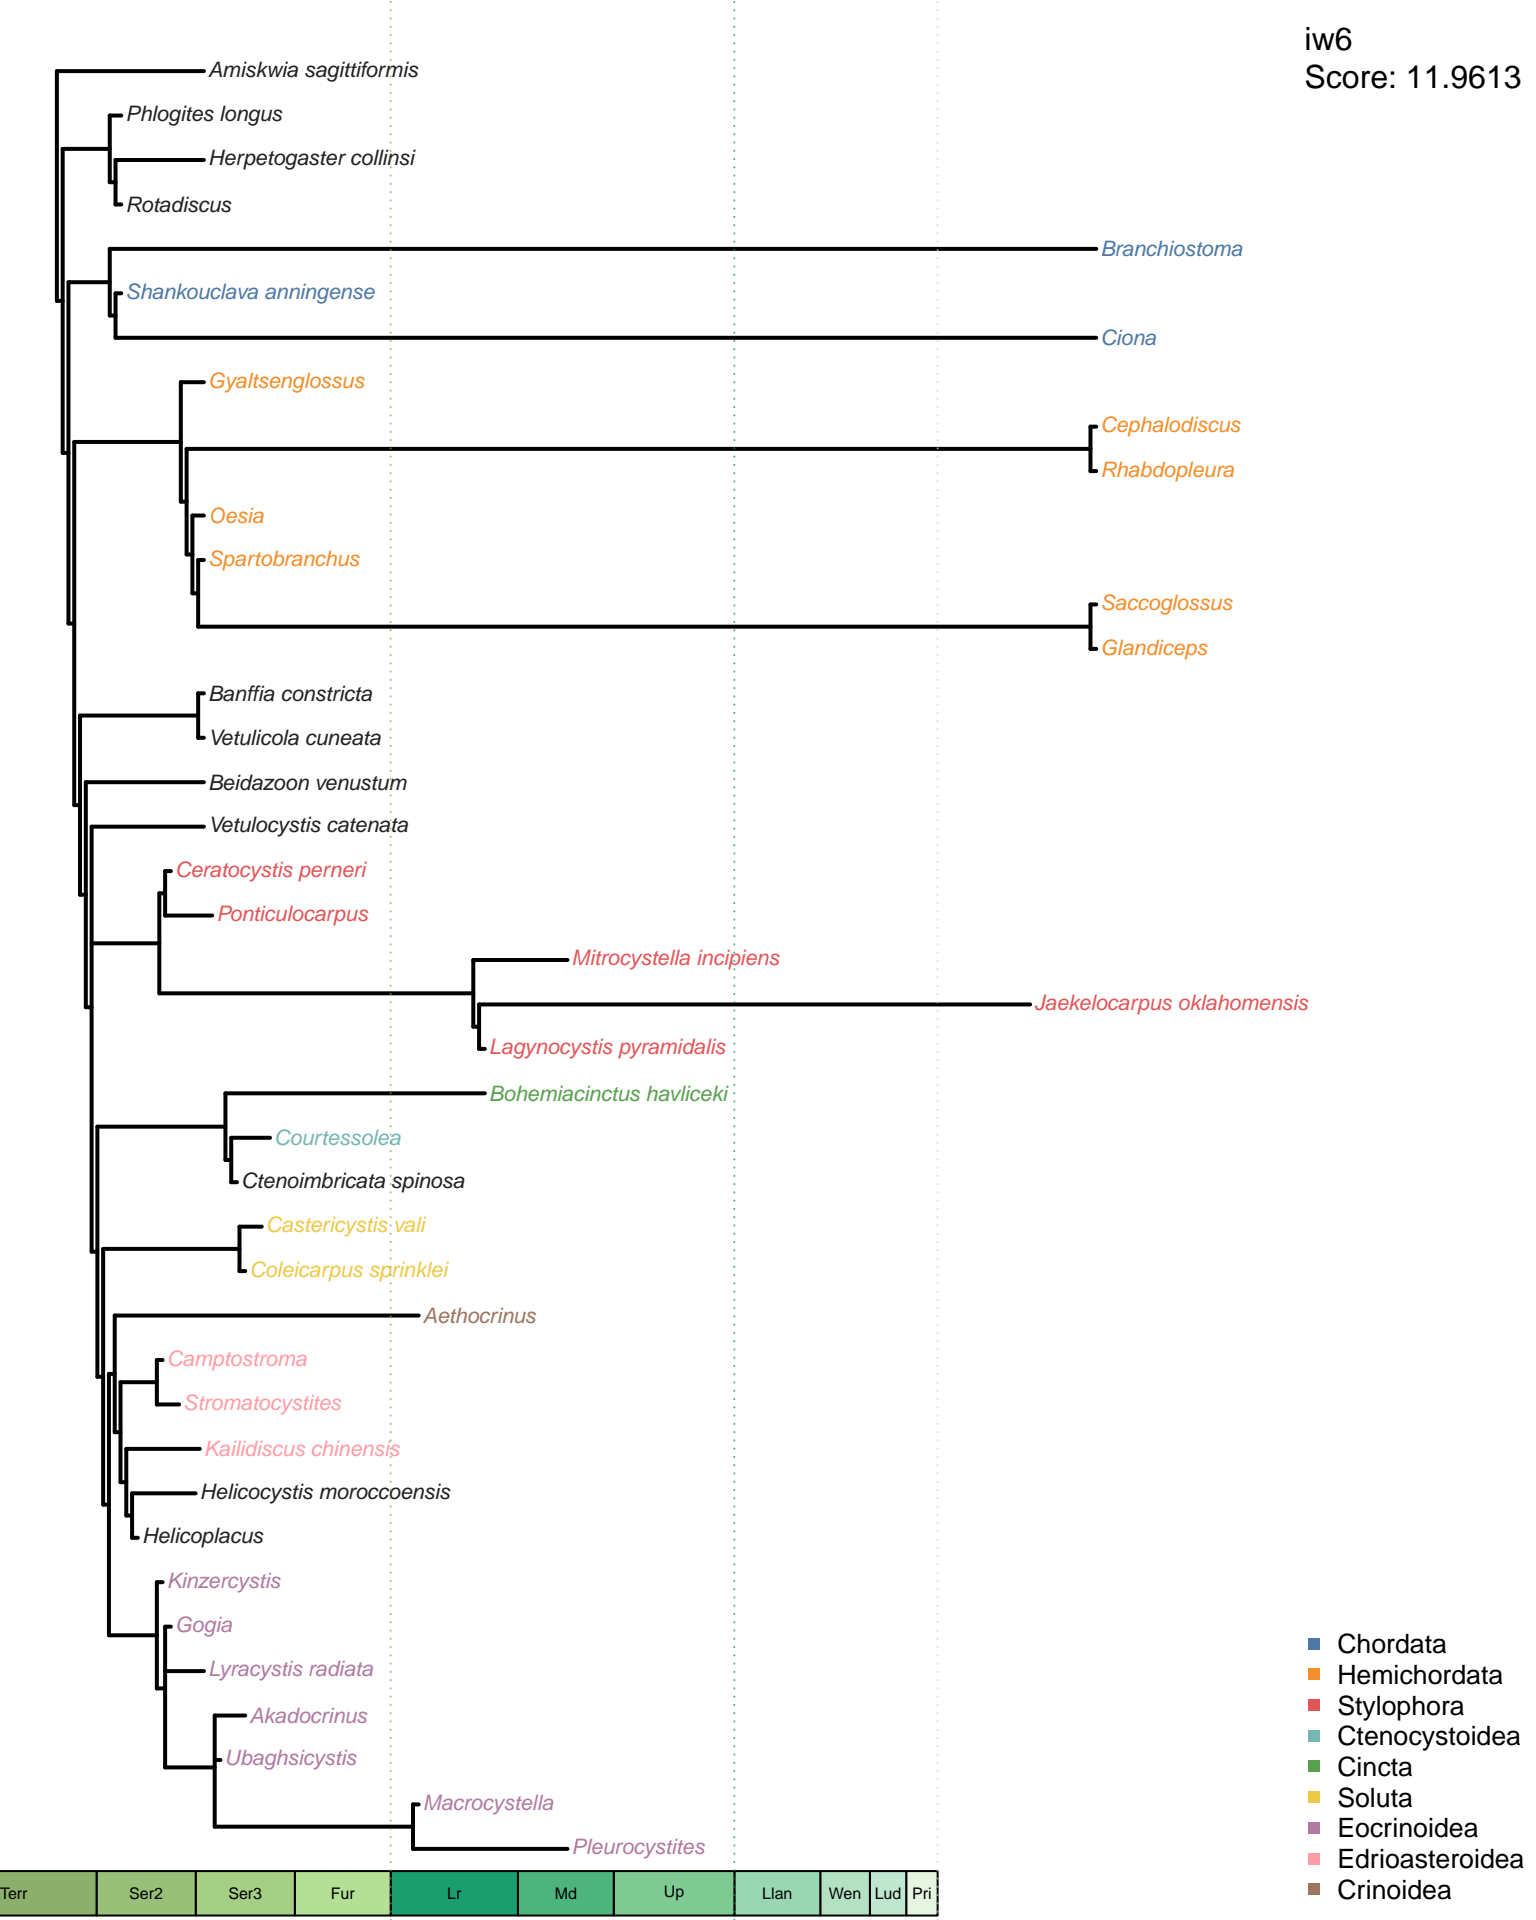 iw6
Score: 11.9613
Amiskwia sagittiformis
Phlogites longus
Herpetogaster collinsi
Rotadiscus
Branchiostoma
Shankouclava anningense
Ciona
Gyaltsenglossus
Cephalodiscus
Rhabdopleura
Oesia
Spartobranchus
Saccoglossus
Glandiceps
Banffia constricta
Vetulicola cuneata
Beidazoon venustum
Vetulocystis catenata
Ceratocystis perneri
Ponticulocarpus
Mitrocystella incipiens
Jaekelocarpus oklahomensis
Lagynocystis pyramidalis
Bohemiacinctus havliceki
Courtessolea
Ctenoimbricata spinosa
Castericystis vali
Coleicarpus sprinklei
Aethocrinus
Camptostroma
Stromatocystites
Kailidiscus chinensis
Helicocystis moroccoensis
Helicoplacus
Kinzercystis
Gogia
Lyracystis radiata
Akadocrinus
Ubaghsicystis
Macrocystella
Pleurocystites
Chordata
Hemichordata
Stylophora
Ctenocystoidea
Cincta
Soluta
Eocrinoidea
Edrioasteroidea
Crinoidea
Terr Ser2 Ser3 Fur Lr Md Up Llan Wen Lud Pri